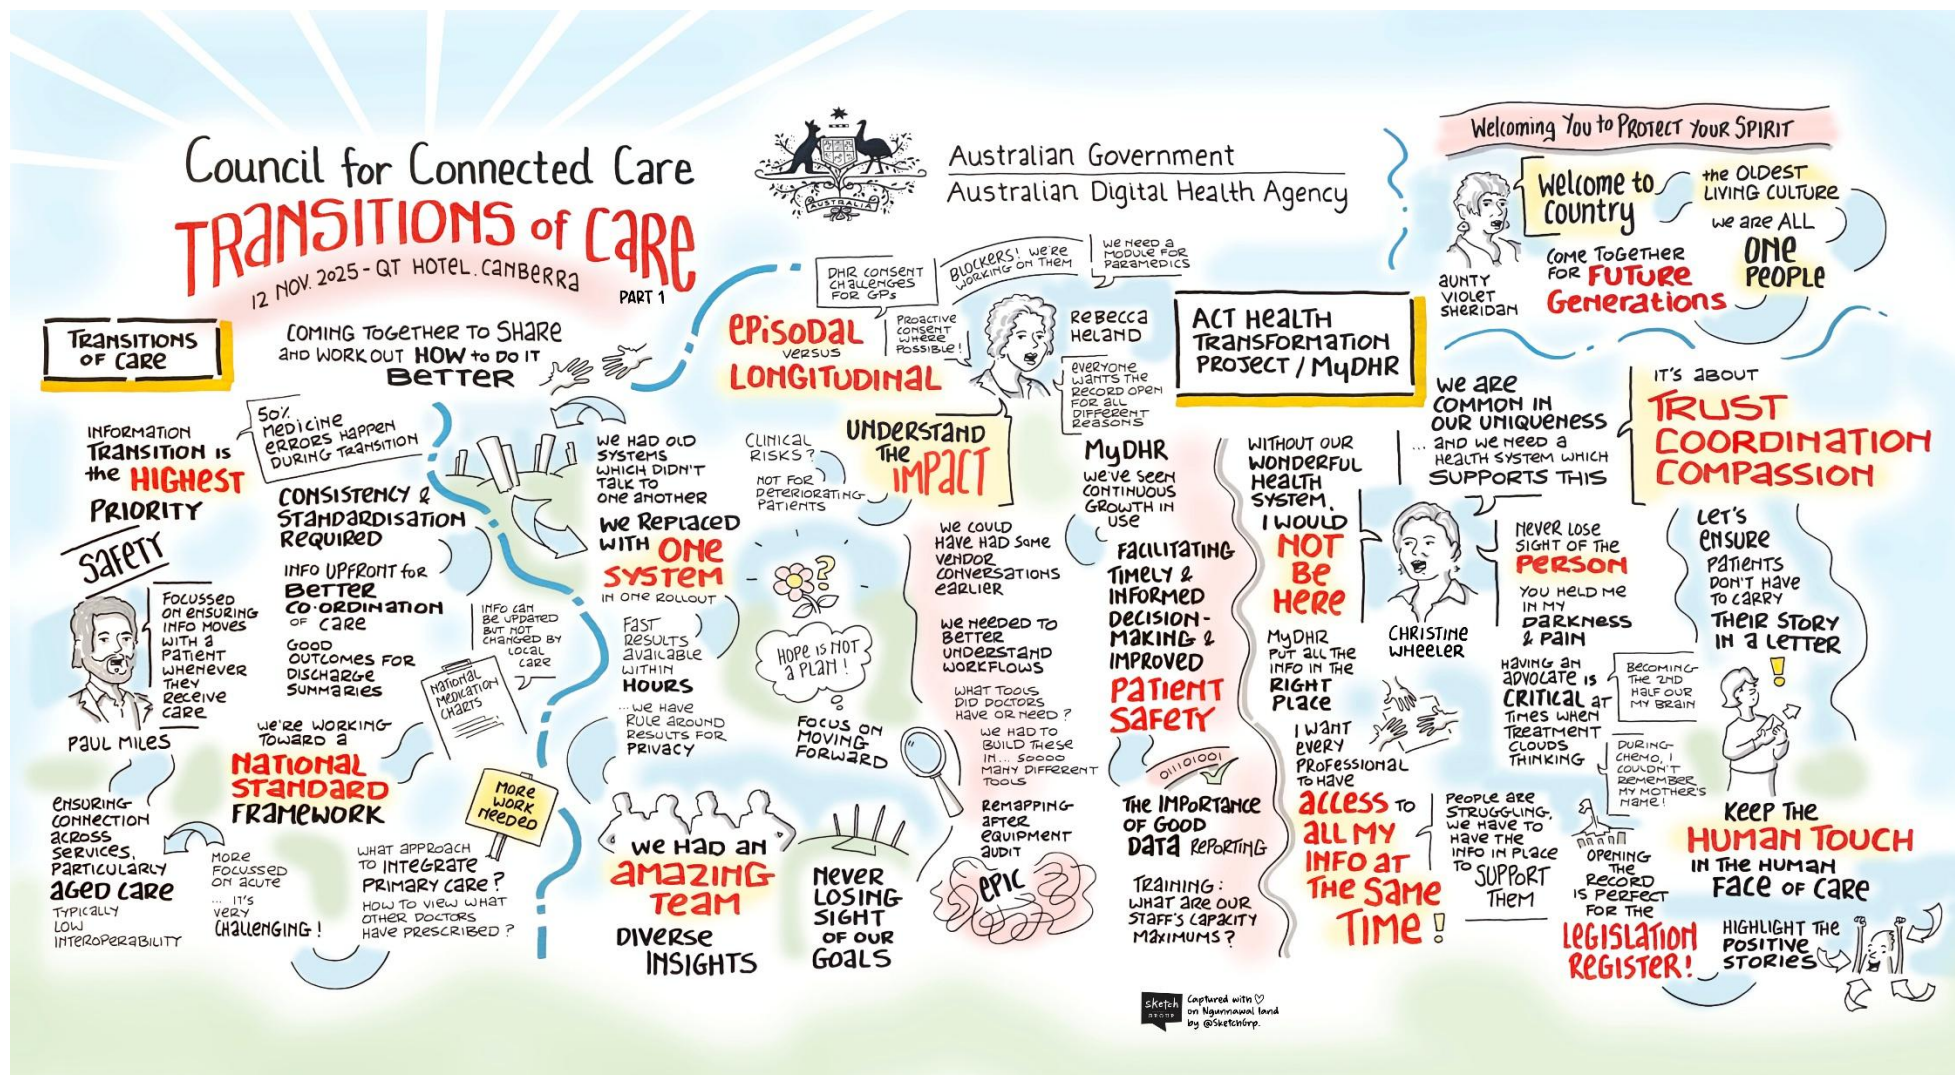 Council for Connected Care
TRANSITIONS of CARE
12 NOV. 2025 - QT HOTEL. CANBERRA
PART 1
AUSTRALIA
Australian Government
Australian Digital Health Agency
Welcoming You to PROTECT YOUR SPIRIT
Welcome to
Country
AUNTY
VIOLET
SHERIDAN
the OLDEST
LIVING CULTURE
WE ARE ALL
ONE
PEOPLE
COME TOGETHER
FOR FUTURE
GENERATIONS
TRANSITIONS
OF CARE
COMING TOGETHER TO SHARE
AND WORK OUT HOW to DO IT
BETTER
INFORMATION
TRANSITION IS
the HIGHEST
PRIORITY
SAFETY
50%
MEDICINE
ERRORS HAPPEN
DURING TRANSITION
FOCUSSED
ON ENSURING
INFO MOVES
WITH A
PATIENT
WHENEVER
THEY
RECEIVE
CARE
PAUL MILES
ENSURING
CONNECTION
ACROSS
SERVICES,
PARTICULARLY
AGED CARE
TYPICALLY
LOW
INTEROPERABILITY
CONSISTENCY &
STANDARDISATION
REQUIRED
INFO UPFRONT for
BETTER
CO-ORDINATION
OF CARE
GOOD
OUTCOMES FOR
DISCHARGE
SUMMARIES
INFO CAN
BE UPDATED
BUT NOT
CHANGED BY
LOCAL
CARE
NATIONAL
MEDICATION
CHARTS
WE'RE WORKING
TOWARD A
NATIONAL
STANDARD
FRAMEWORK
MORE
WORK
NEEDED
MORE
FOCUSSED
ON ACUTE
... IT'S
VERY
CHALLENGING!
WHAT APPROACH
TO INTEGRATE
PRIMARY CARE?
HOW TO VIEW WHAT
OTHER DOCTORS
HAVE PRESCRIBED?
DHR CONSENT
CHALLENGES
FOR GPs
BLOCKERS! WE'RE
WORKING ON THEM
WE NEED A
MODULE FOR
PARAMEDICS
EPISODAL
VERSUS
LONGITUDINAL
PROACTIVE
CONSENT
WHERE
POSSIBLE!
REBECCA
HELAND
EVERYONE
WANTS THE
RECORD OPEN
FOR ALL
DIFFERENT
REASONS
ACT HEALTH
TRANSFORMATION
PROJECT / MyDHR
WE HAD OLD
SYSTEMS
WHICH DIDN'T
TALK TO
ONE ANOTHER
WE REPLACED
WITH ONE
SYSTEM
IN ONE ROLLOUT
FAST
RESULTS
AVAILABLE
WITHIN
HOURS
...WE HAVE
RULE AROUND
RESULTS FOR
PRIVACY
WE HAD AN
AMAZING
TEAM
DIVERSE
INSIGHTS
CLINICAL
RISKS?
NOT FOR
DETERIORATING
PATIENTS
UNDERSTAND
THE
IMPACT
?
HOPE IS NOT
A PLAN!
FOCUS ON
MOVING
FORWARD
NEVER
LOSING
SIGHT
OF OUR
GOALS
WE COULD
HAVE HAD SOME
VENDOR
CONVERSATIONS
EARLIER
WE NEEDED TO
BETTER
UNDERSTAND
WORKFLOWS
WHAT TOOLS
DID DOCTORS
HAVE OR NEED?
WE HAD TO
BUILD THESE
IN... SOOOO
MANY DIFFERENT
TOOLS
REMAPPING
AFTER
EQUIPMENT
AUDIT
EPIC
MyDHR
WE'VE SEEN
CONTINUOUS
GROWTH IN
USE
FACILITATING
TIMELY &
INFORMED
DECISION-
MAKING &
IMPROVED
PATIENT
SAFETY
01101001
THE IMPORTANCE
OF GOOD
DATA REPORTING
TRAINING:
WHAT ARE OUR
STAFF'S CAPACITY
MAXIMUMS?
WITHOUT OUR
WONDERFUL
HEALTH
SYSTEM,
I WOULD
NOT
BE
HERE
MyDHR
PUT ALL THE
INFO IN THE
RIGHT
PLACE
I WANT
EVERY
PROFESSIONAL
TO HAVE
ACCESS TO
ALL MY
INFO AT
THE SAME
TIME!
WE ARE
COMMON IN
OUR UNIQUENESS
... AND WE NEED A
HEALTH SYSTEM WHICH
SUPPORTS THIS
CHRISTINE
WHEELER
IT'S ABOUT
TRUST
COORDINATION
COMPASSION
NEVER LOSE
SIGHT OF THE
PERSON
YOU HELD ME
IN MY
DARKNESS
& PAIN
HAVING AN
ADVOCATE IS
CRITICAL AT
TIMES WHEN
TREATMENT
CLOUDS
THINKING
BECOMING
THE 2ND
HALF OUR
MY BRAIN
DURING
CHEMO, I
COULDN'T
REMEMBER
MY MOTHER'S
NAME!
PEOPLE ARE
STRUGGLING.
WE HAVE TO
HAVE THE
INFO IN PLACE
TO SUPPORT
THEM
OPENING
THE
RECORD
IS PERFECT
FOR THE
LEGISLATION
REGISTER!
LET'S
ENSURE
PATIENTS
DON'T HAVE
TO CARRY
THEIR STORY
IN A LETTER
!
KEEP THE
HUMAN TOUCH
IN THE HUMAN
FACE OF CARE
HIGHLIGHT THE
POSITIVE
STORIES
sketch
GROUP
Captured with ♡
on Ngunnawal land
by @SketchGrp.